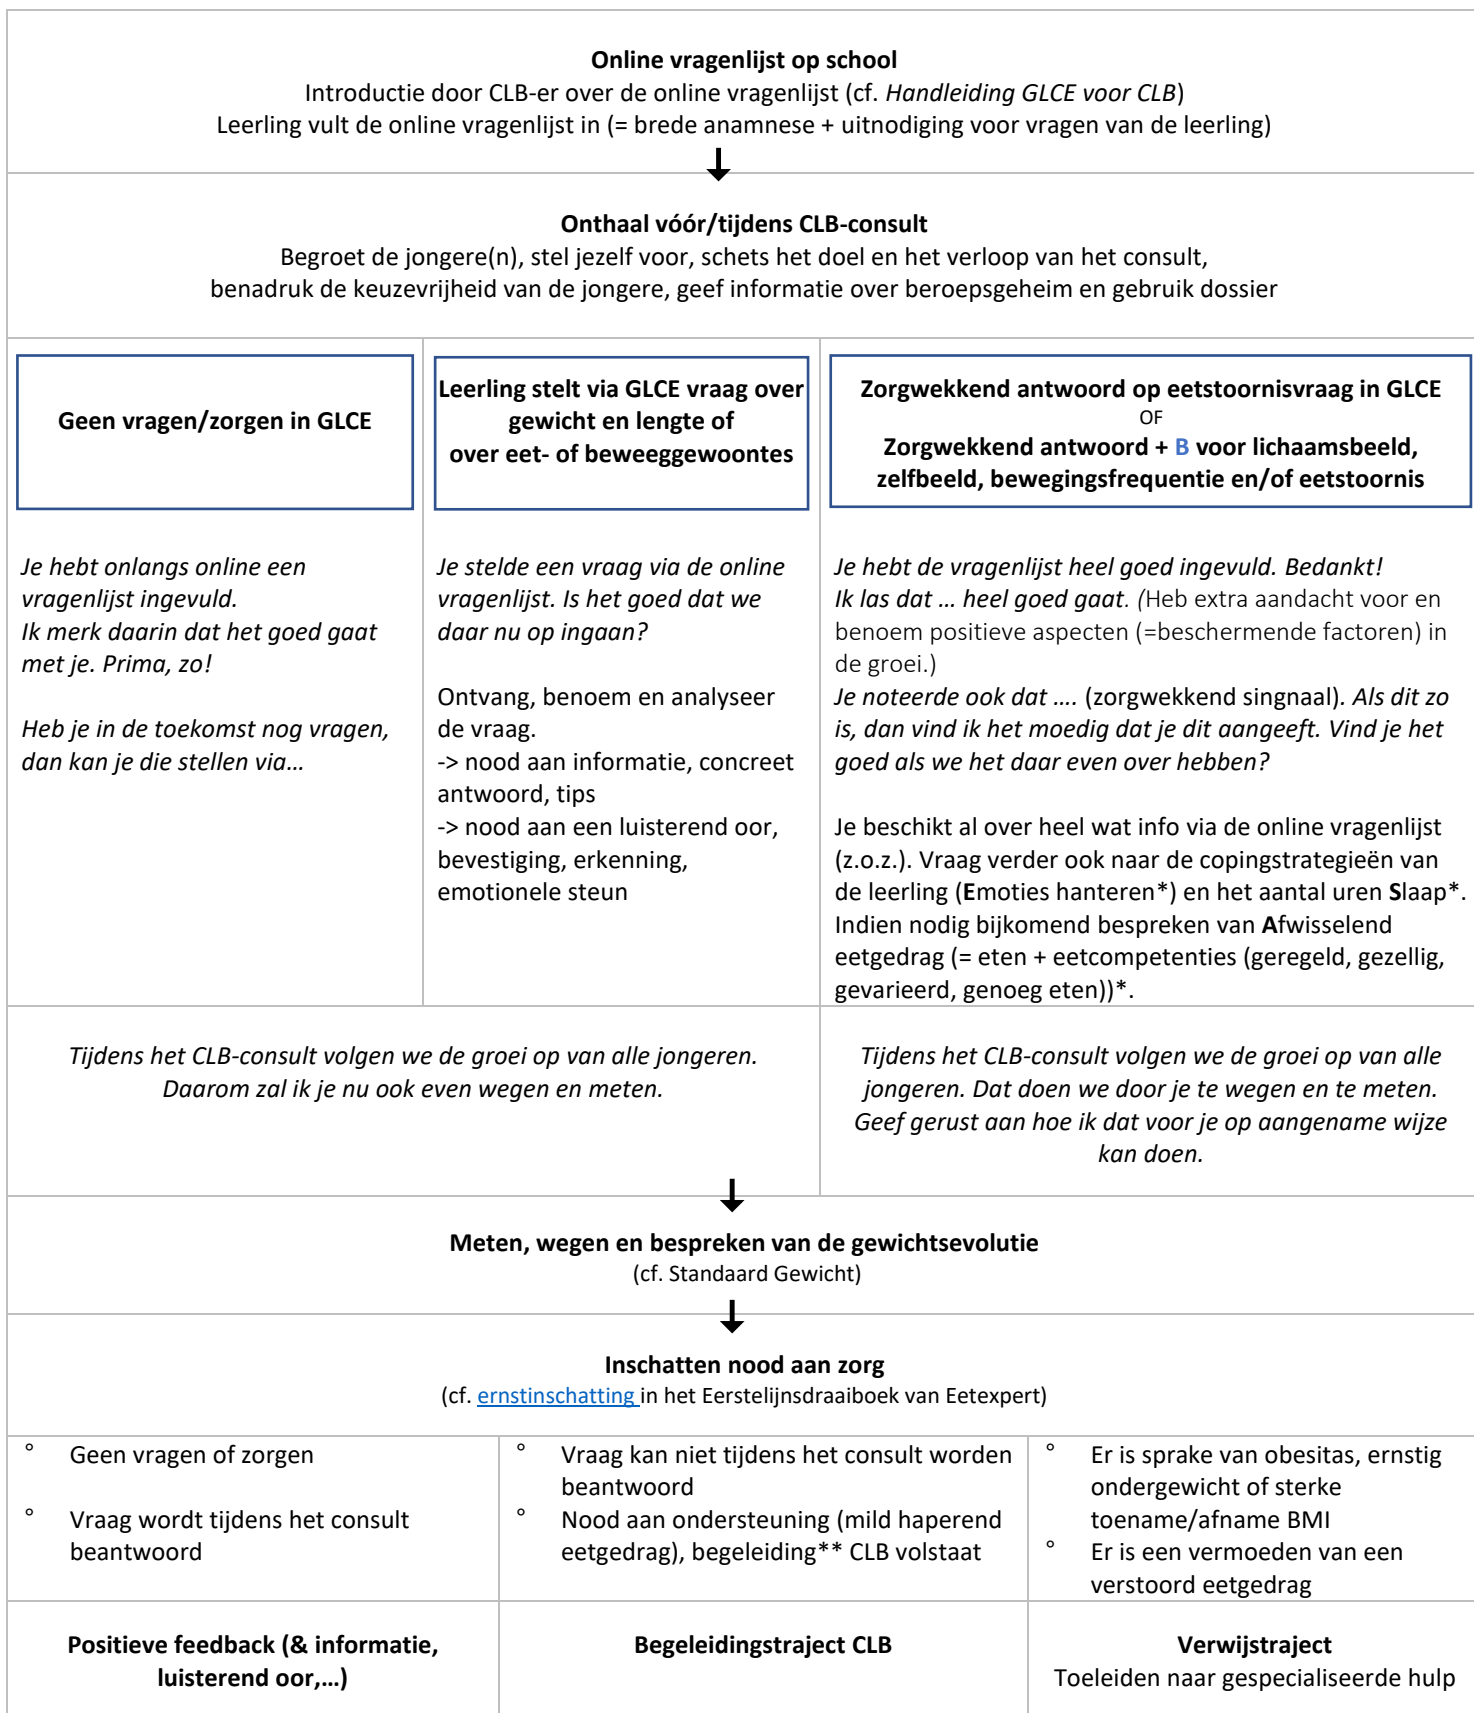 Online vragenlijst op school
Introductie door CLB-er over de online vragenlijst (cf. Handleiding GLCE voor CLB)
Leerling vult de online vragenlijst in (= brede anamnese + uitnodiging voor vragen van de leerling)
Onthaal vóór/tijdens CLB-consult
Begroet de jongere(n), stel jezelf voor, schets het doel en het verloop van het consult,
benadruk de keuzevrijheid van de jongere, geef informatie over beroepsgeheim en gebruik dossier
Geen vragen/zorgen in GLCE
Leerling stelt via GLCE vraag over
gewicht en lengte of
over eet- of beweeggewoontes
Zorgwekkend antwoord op eetstoornisvraag in GLCE
OF
Zorgwekkend antwoord + B voor lichaamsbeeld,
zelfbeeld, bewegingsfrequentie en/of eetstoornis
Je hebt onlangs online een
vragenlijst ingevuld.
Ik merk daarin dat het goed gaat
met je. Prima, zo!
Heb je in de toekomst nog vragen,
dan kan je die stellen via…
Je stelde een vraag via de online
vragenlijst. Is het goed dat we
daar nu op ingaan?
Ontvang, benoem en analyseer
de vraag.
-> nood aan informatie, concreet
antwoord, tips
-> nood aan een luisterend oor,
bevestiging, erkenning,
emotionele steun
Je hebt de vragenlijst heel goed ingevuld. Bedankt!
Ik las dat … heel goed gaat. (Heb extra aandacht voor en
benoem positieve aspecten (=beschermende factoren) in
de groei.)
Je noteerde ook dat …. (zorgwekkend singnaal). Als dit zo
is, dan vind ik het moedig dat je dit aangeeft. Vind je het
goed als we het daar even over hebben?
Je beschikt al over heel wat info via de online vragenlijst
(z.o.z.). Vraag verder ook naar de copingstrategieën van
de leerling (Emoties hanteren*) en het aantal uren Slaap*.
Indien nodig bijkomend bespreken van Afwisselend
eetgedrag (= eten + eetcompetenties (geregeld, gezellig,
gevarieerd, genoeg eten))*.
Tijdens het CLB-consult volgen we de groei op van alle jongeren.
Daarom zal ik je nu ook even wegen en meten.
Tijdens het CLB-consult volgen we de groei op van alle
jongeren. Dat doen we door je te wegen en te meten.
Geef gerust aan hoe ik dat voor je op aangename wijze
kan doen.
Meten, wegen en bespreken van de gewichtsevolutie
(cf. Standaard Gewicht)
Inschatten nood aan zorg
(cf. ernstinschatting in het Eerstelijnsdraaiboek van Eetexpert)
° Geen vragen of zorgen
° Vraag wordt tijdens het consult
beantwoord
° Vraag kan niet tijdens het consult worden
beantwoord
° Nood aan ondersteuning (mild haperend
eetgedrag), begeleiding** CLB volstaat
° Er is sprake van obesitas, ernstig
ondergewicht of sterke
toename/afname BMI
° Er is een vermoeden van een
verstoord eetgedrag
Positieve feedback (& informatie,
luisterend oor,…)
Begeleidingstraject CLB
Verwijstraject
Toeleiden naar gespecialiseerde hulp